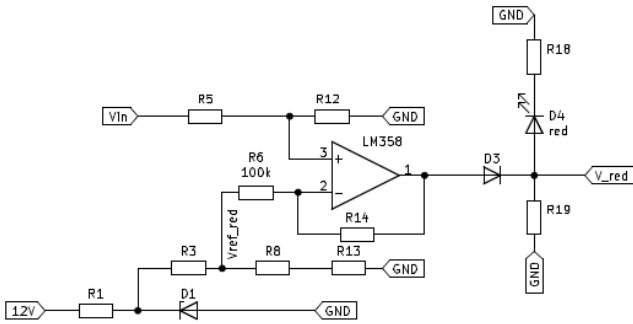 GND
R18
D4
red
R5
R12
VIn
GND
LM358
R6
100k
3
+
2
−
1
D3
V_red
R14
R19
Vref_red
R3
R8
R13
GND
GND
R1
D1
12V
GND